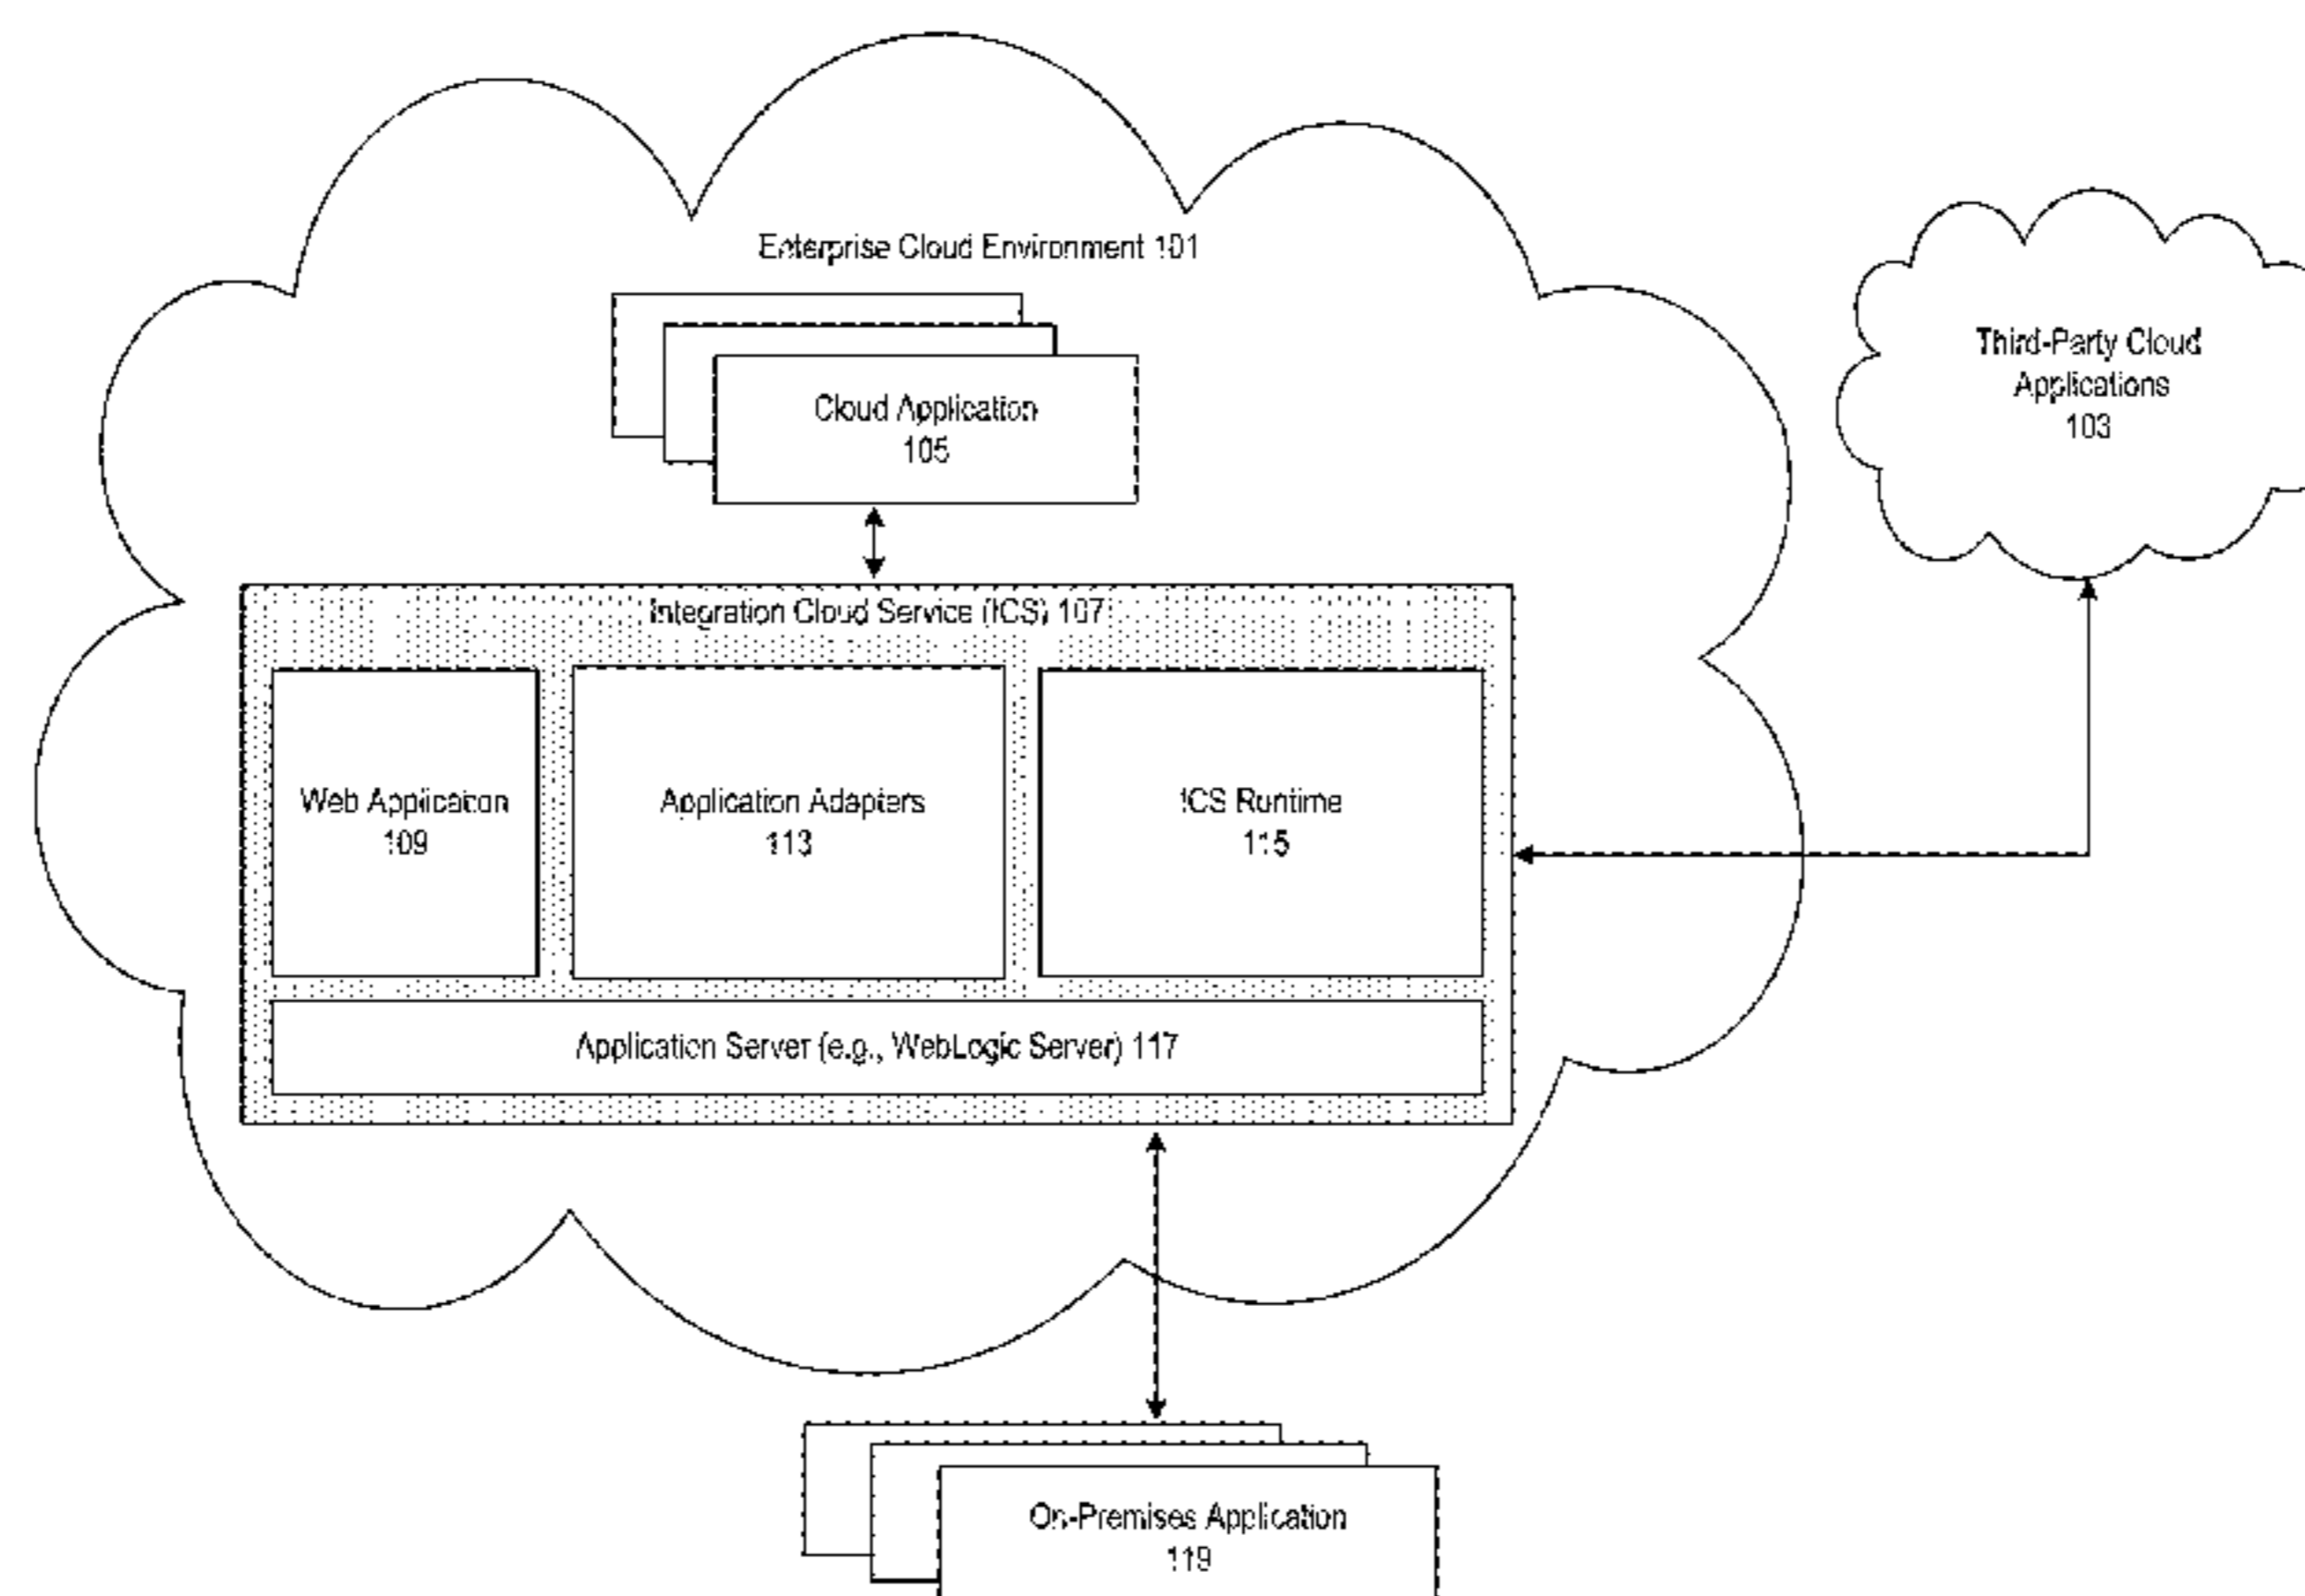 Enterprise Cloud Environment 101
Cloud Application
105
Third-Party Cloud
Applications
103
Integration Cloud Service (ICS) 107
Web Application
109
Application Adapters
113
ICS Runtime
115
Application Server (e.g., WebLogic Server) 117
On-Premises Application
119